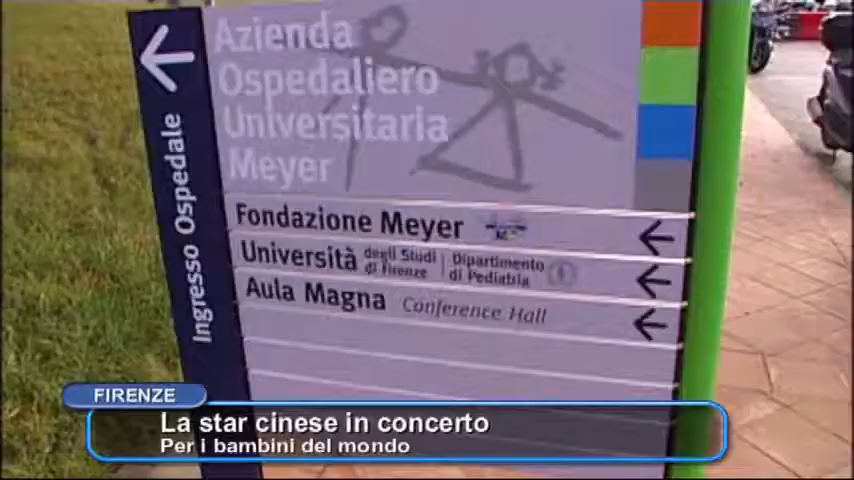 Azienda
Ospedaliero
Universitaria
Meyer
Ingresso Ospedale
Fondazione Meyer
Università degli Studi di Firenze | Dipartimento di Pediatria
Aula Magna Conference Hall
FIRENZE
La star cinese in concerto
Per i bambini del mondo